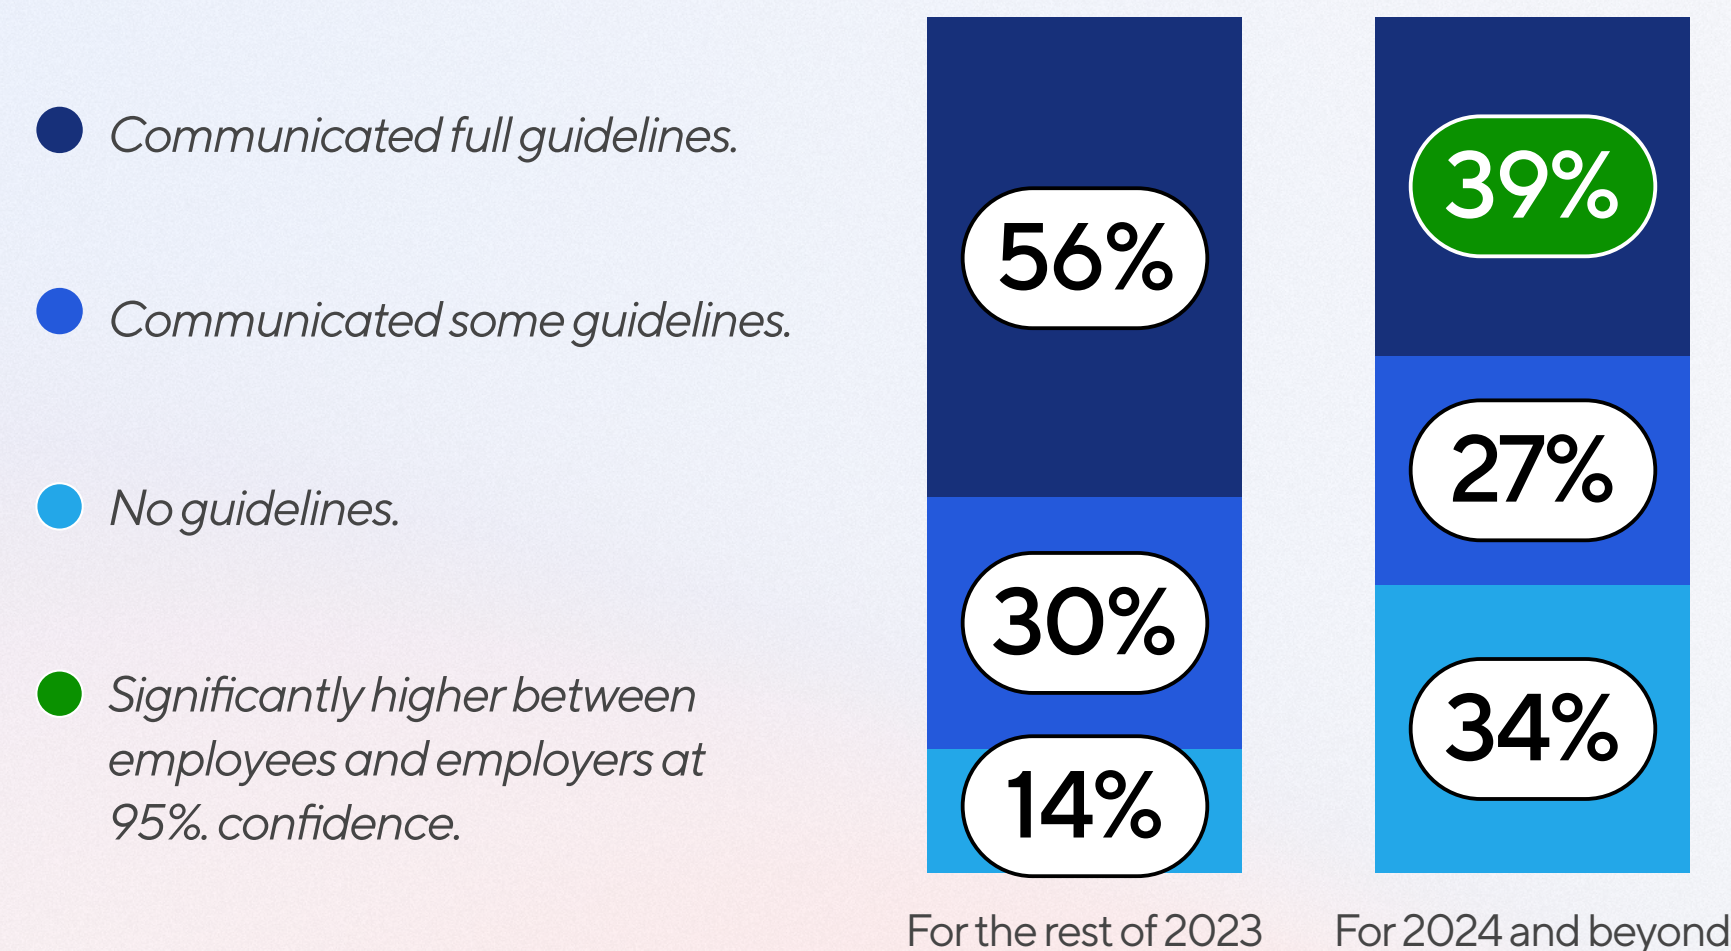 Communicated full guidelines.
Communicated some guidelines.
No guidelines.
Significantly higher between
employees and employers at
95%. confidence.
56%
30%
14%
For the rest of 2023
39%
27%
34%
For 2024 and beyond